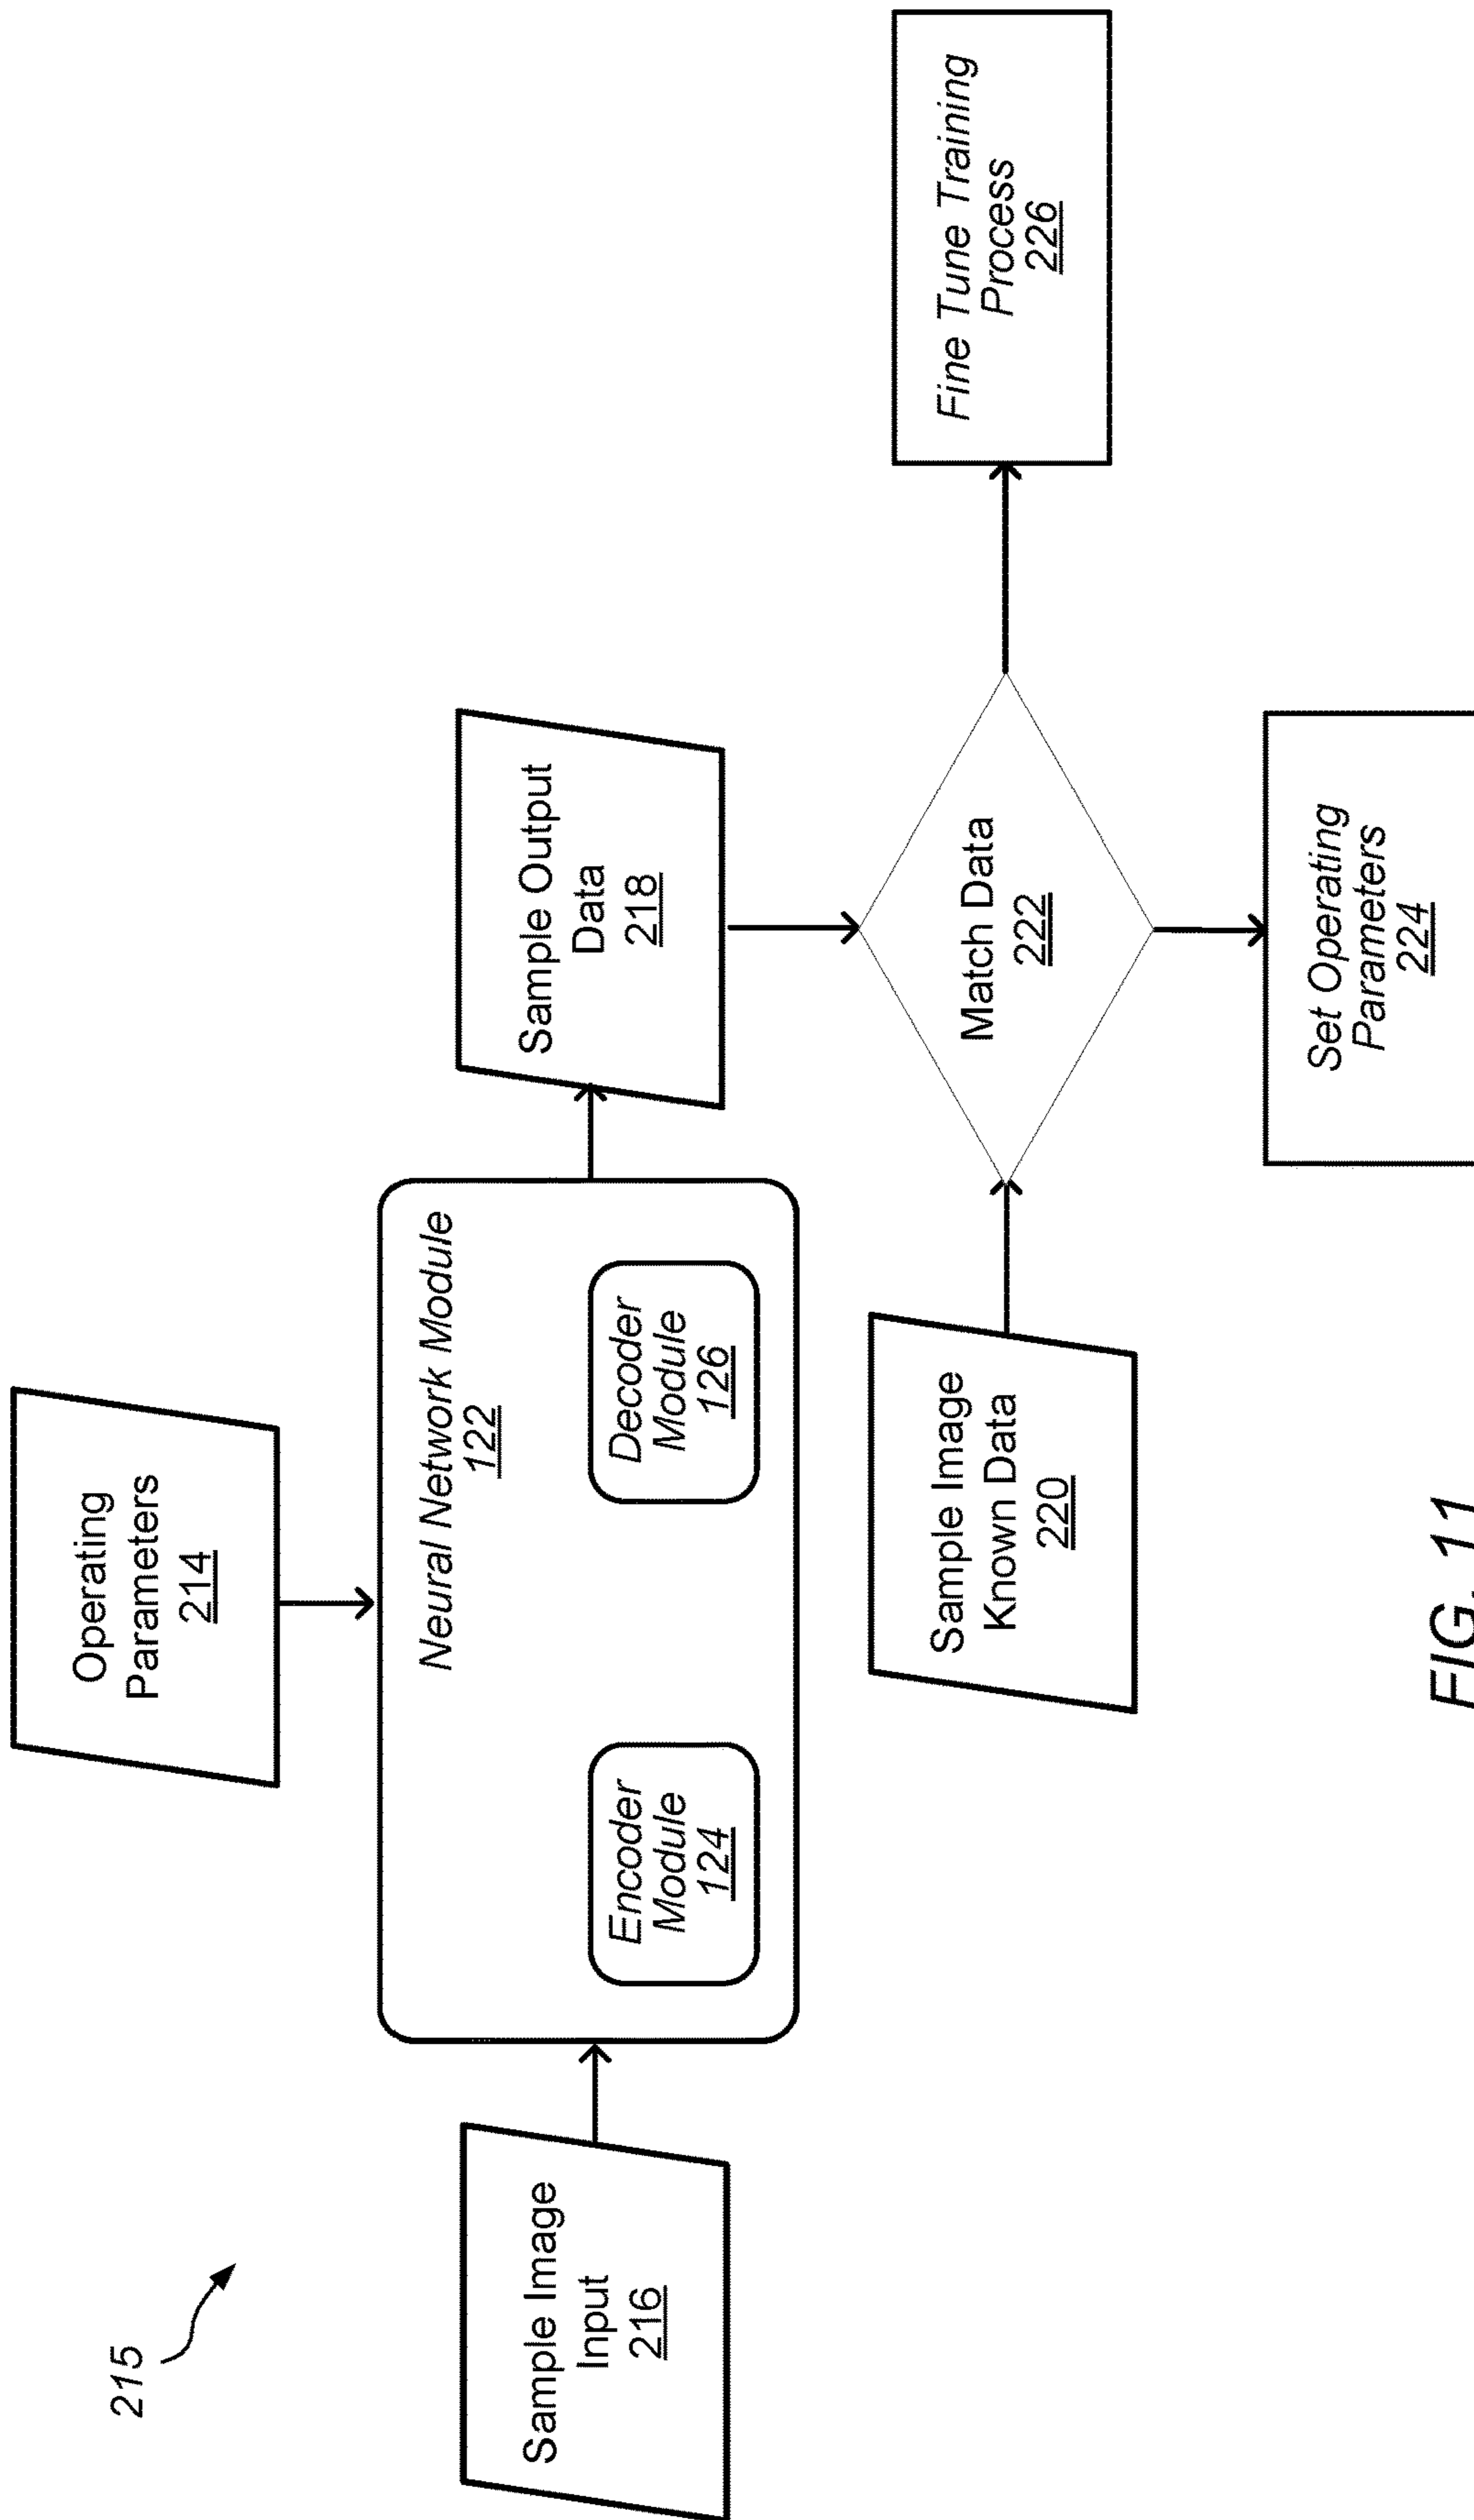 215
Operating
Parameters
214
Sample Image
Input
216
Neural Network Module
122
Encoder
Module
124
Decoder
Module
126
Sample Output
Data
218
Sample Image
Known Data
220
Match Data
222
Fine Tune Training
Process
226
Set Operating
Parameters
224
FIG. 11